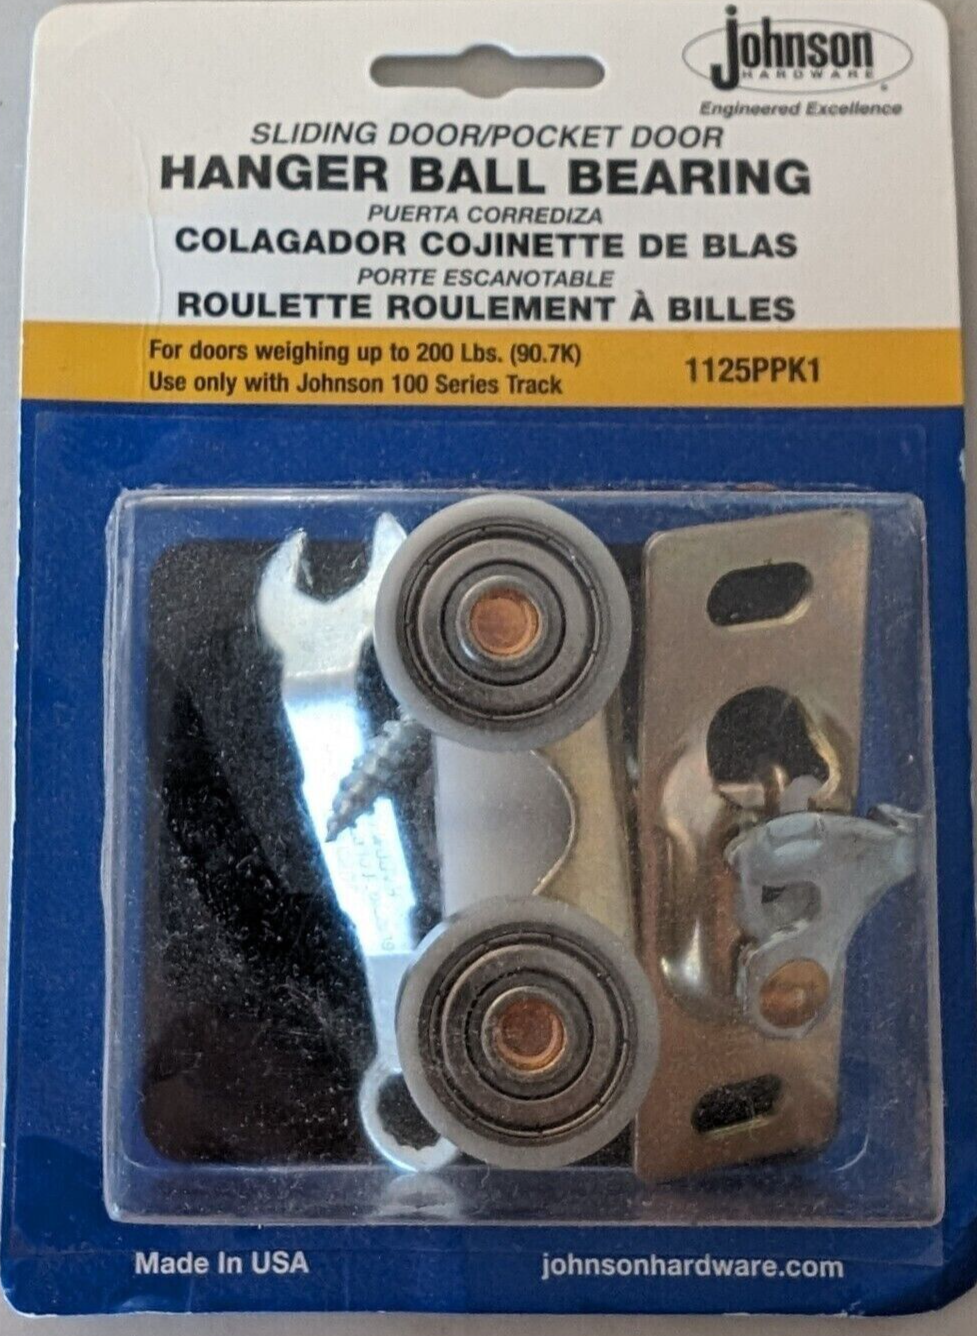 Johnson
HARDWARE
Engineered Excellence
SLIDING DOOR/POCKET DOOR
HANGER BALL BEARING
PUERTA CORREDIZA
COLAGADOR COJINETTE DE BLAS
PORTE ESCANOTABLE
ROULETTE ROULEMENT À BILLES
For doors weighing up to 200 Lbs. (90.7K)
Use only with Johnson 100 Series Track
1125PPK1
Made In USA
johnsonhardware.com